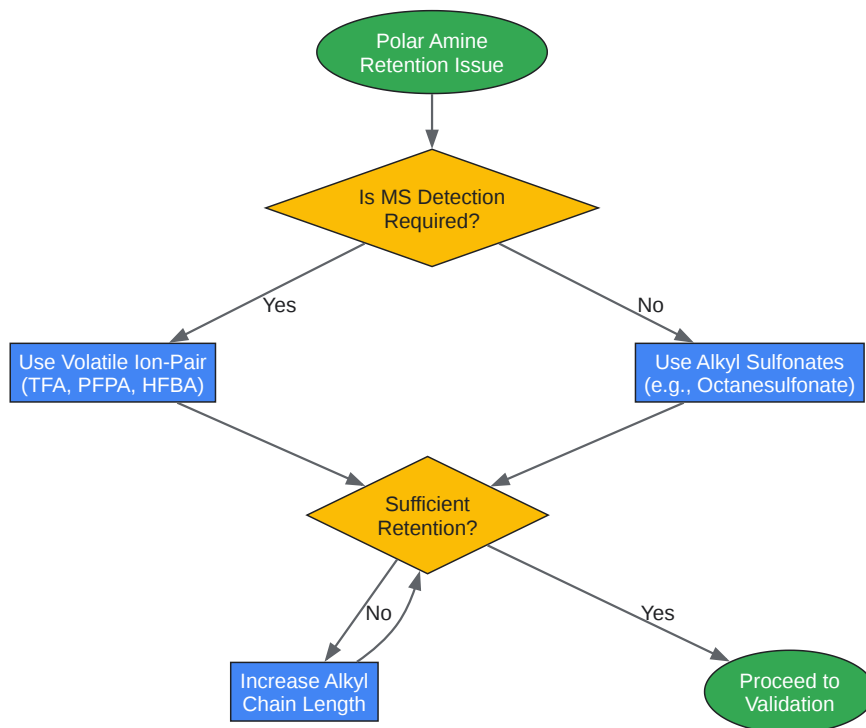 Polar Amine
Retention Issue
Is MS Detection
Required?
Yes
No
Use Volatile Ion-Pair
(TFA, PFPA, HFBA)
Use Alkyl Sulfonates
(e.g., Octanesulfonate)
Sufficient
Retention?
No
Yes
Increase Alkyl
Chain Length
Proceed to
Validation